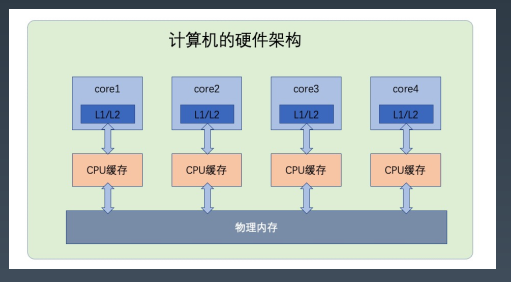 计算机的硬件架构
core1 core2 core3 core4
L1/L2 L1/L2 L1/L2 L1/L2
CPU缓存 CPU缓存 CPU缓存 CPU缓存
物理内存